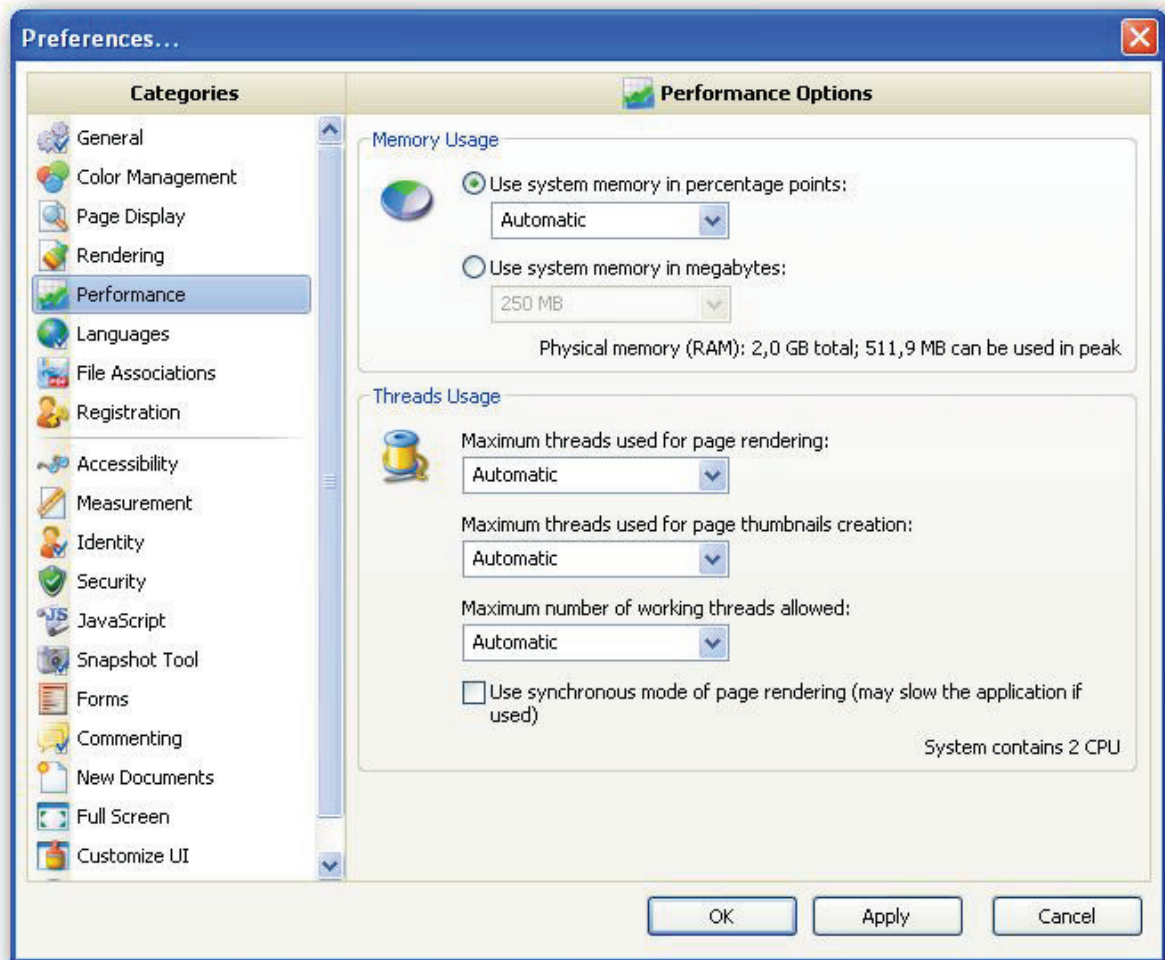 Preferences...
Categories
General
Color Management
Page Display
Rendering
Performance
Languages
File Associations
Registration
Accessibility
Measurement
Identity
Security
JavaScript
Snapshot Tool
Forms
Commenting
New Documents
Full Screen
Customize UI
Performance Options
Memory Usage
Use system memory in percentage points:
Automatic
Use system memory in megabytes:
250 MB
Physical memory (RAM): 2,0 GB total; 511,9 MB can be used in peak
Threads Usage
Maximum threads used for page rendering:
Automatic
Maximum threads used for page thumbnails creation:
Automatic
Maximum number of working threads allowed:
Automatic
Use synchronous mode of page rendering (may slow the application if
used)
System contains 2 CPU
OK
Apply
Cancel